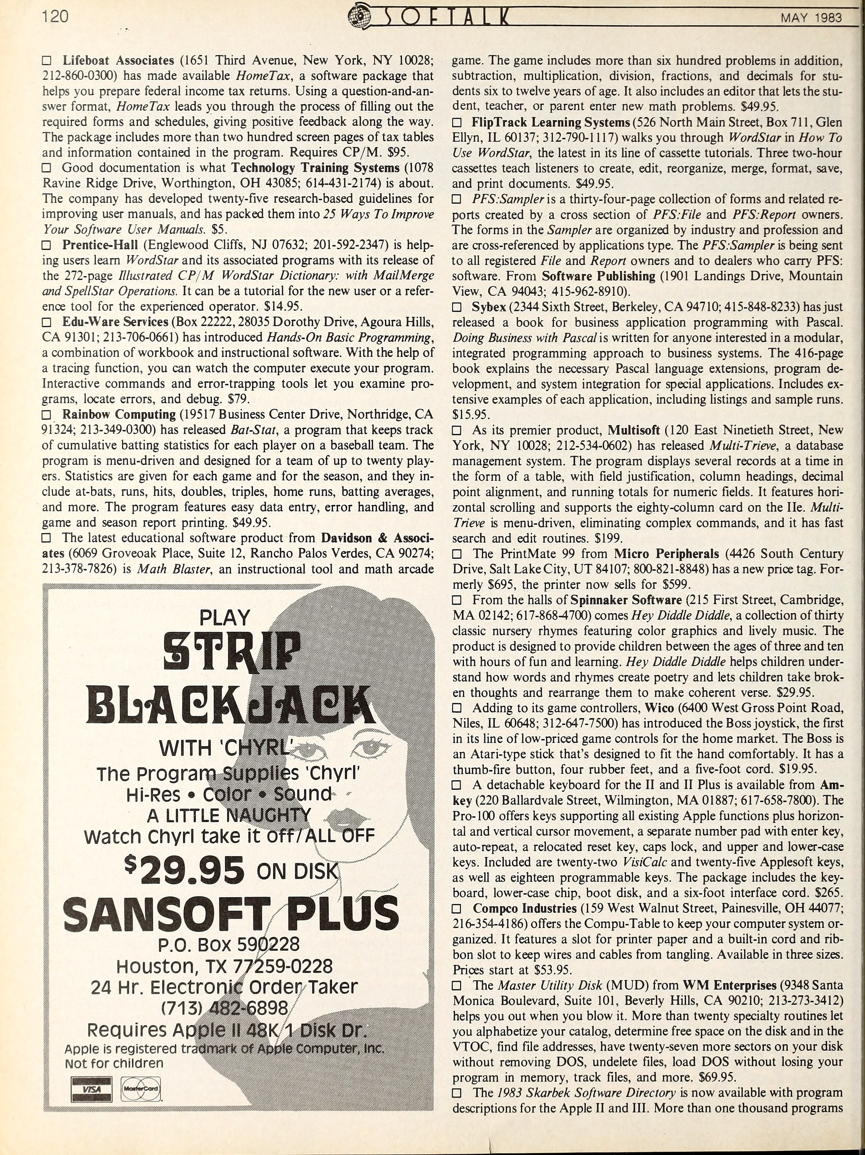 120
SOFTALK
MAY 1983
☐ Lifeboat Associates (1651 Third Avenue, New York, NY 10028;
212-860-0300) has made available HomeTax, a software package that
helps you prepare federal income tax returns. Using a question-and-an-
swer format, HomeTax leads you through the process of filling out the
required forms and schedules, giving positive feedback along the way.
The package includes more than two hundred screen pages of tax tables
and information contained in the program. Requires CP/M. $95.
☐ Good documentation is what Technology Training Systems (1078
Ravine Ridge Drive, Worthington, OH 43085; 614-431-2174) is about.
The company has developed twenty-five research-based guidelines for
improving user manuals, and has packed them into 25 Ways To Improve
Your Software User Manuals. $5.
☐ Prentice-Hall (Englewood Cliffs, NJ 07632; 201-592-2347) is help-
ing users learn WordStar and its associated programs with its release of
the 272-page Illustrated CP/M WordStar Dictionary: with MailMerge
and SpellStar Operations. It can be a tutorial for the new user or a refer-
ence tool for the experienced operator. $14.95.
☐ Edu-Ware Services (Box 22222, 28035 Dorothy Drive, Agoura Hills,
CA 91301; 213-706-0661) has introduced Hands-On Basic Programming,
a combination of workbook and instructional software. With the help of
a tracing function, you can watch the computer execute your program.
Interactive commands and error-trapping tools let you examine pro-
grams, locate errors, and debug. $79.
☐ Rainbow Computing (19517 Business Center Drive, Northridge, CA
91324; 213-349-0300) has released Bat-Stat, a program that keeps track
of cumulative batting statistics for each player on a baseball team. The
program is menu-driven and designed for a team of up to twenty play-
ers. Statistics are given for each game and for the season, and they in-
clude at-bats, runs, hits, doubles, triples, home runs, batting averages,
and more. The program features easy data entry, error handling, and
game and season report printing. $49.95.
☐ The latest educational software product from Davidson & Associ-
ates (6069 Groveoak Place, Suite 12, Rancho Palos Verdes, CA 90274;
213-378-7826) is Math Blaster, an instructional tool and math arcade
PLAY
STRIP
BLACKJACK
WITH 'CHYRL'
The Program Supplies 'Chyrl'
Hi-Res • Color • Sound
A LITTLE NAUGHTY
Watch Chyrl take it off/ALL OFF
$29.95 ON DISK
SANSOFT PLUS
P.O. Box 590228
Houston, TX 77259-0228
24 Hr. Electronic Order Taker
(713) 482-6898
Requires Apple II 48K/1 Disk Dr.
Apple is registered tradmark of Apple Computer, Inc.
Not for children
VISA MasterCard
game. The game includes more than six hundred problems in addition,
subtraction, multiplication, division, fractions, and decimals for stu-
dents six to twelve years of age. It also includes an editor that lets the stu-
dent, teacher, or parent enter new math problems. $49.95.
☐ FlipTrack Learning Systems (526 North Main Street, Box 711, Glen
Ellyn, IL 60137; 312-790-1117) walks you through WordStar in How To
Use WordStar, the latest in its line of cassette tutorials. Three two-hour
cassettes teach listeners to create, edit, reorganize, merge, format, save,
and print documents. $49.95.
☐ PFS:Sampler is a thirty-four-page collection of forms and related re-
ports created by a cross section of PFS:File and PFS:Report owners.
The forms in the Sampler are organized by industry and profession and
are cross-referenced by applications type. The PFS:Sampler is being sent
to all registered File and Report owners and to dealers who carry PFS:
software. From Software Publishing (1901 Landings Drive, Mountain
View, CA 94043; 415-962-8910).
☐ Sybex (2344 Sixth Street, Berkeley, CA 94710; 415-848-8233) has just
released a book for business application programming with Pascal.
Doing Business with Pascal is written for anyone interested in a modular,
integrated programming approach to business systems. The 416-page
book explains the necessary Pascal language extensions, program de-
velopment, and system integration for special applications. Includes ex-
tensive examples of each application, including listings and sample runs.
$15.95.
☐ As its premier product, Multisoft (120 East Ninetieth Street, New
York, NY 10028; 212-534-0602) has released Multi-Trieve, a database
management system. The program displays several records at a time in
the form of a table, with field justification, column headings, decimal
point alignment, and running totals for numeric fields. It features hori-
zontal scrolling and supports the eighty-column card on the IIe. Multi-
Trieve is menu-driven, eliminating complex commands, and it has fast
search and edit routines. $199.
☐ The PrintMate 99 from Micro Peripherals (4426 South Century
Drive, Salt Lake City, UT 84107; 800-821-8848) has a new price tag. For-
merly $695, the printer now sells for $599.
☐ From the halls of Spinnaker Software (215 First Street, Cambridge,
MA 02142; 617-868-4700) comes Hey Diddle Diddle, a collection of thirty
classic nursery rhymes featuring color graphics and lively music. The
product is designed to provide children between the ages of three and ten
with hours of fun and learning. Hey Diddle Diddle helps children under-
stand how words and rhymes create poetry and lets children take brok-
en thoughts and rearrange them to make coherent verse. $29.95.
☐ Adding to its game controllers, Wico (6400 West Gross Point Road,
Niles, IL 60648; 312-647-7500) has introduced the Boss joystick, the first
in its line of low-priced game controls for the home market. The Boss is
an Atari-type stick that's designed to fit the hand comfortably. It has a
thumb-fire button, four rubber feet, and a five-foot cord. $19.95.
☐ A detachable keyboard for the II and II Plus is available from Am-
key (220 Ballardvale Street, Wilmington, MA 01887; 617-658-7800). The
Pro-100 offers keys supporting all existing Apple functions plus horizon-
tal and vertical cursor movement, a separate number pad with enter key,
auto-repeat, a relocated reset key, caps lock, and upper and lower-case
keys. Included are twenty-two VisiCalc and twenty-five Applesoft keys,
as well as eighteen programmable keys. The package includes the key-
board, lower-case chip, boot disk, and a six-foot interface cord. $265.
☐ Compco Industries (159 West Walnut Street, Painesville, OH 44077;
216-354-4186) offers the Compu-Table to keep your computer system or-
ganized. It features a slot for printer paper and a built-in cord and rib-
bon slot to keep wires and cables from tangling. Available in three sizes.
Prices start at $53.95.
☐ The Master Utility Disk (MUD) from WM Enterprises (9348 Santa
Monica Boulevard, Suite 101, Beverly Hills, CA 90210; 213-273-3412)
helps you out when you blow it. More than twenty specialty routines let
you alphabetize your catalog, determine free space on the disk and in the
VTOC, find file addresses, have twenty-seven more sectors on your disk
without removing DOS, undelete files, load DOS without losing your
program in memory, track files, and more. $69.95.
☐ The 1983 Skarbek Software Directory is now available with program
descriptions for the Apple II and III. More than one thousand programs